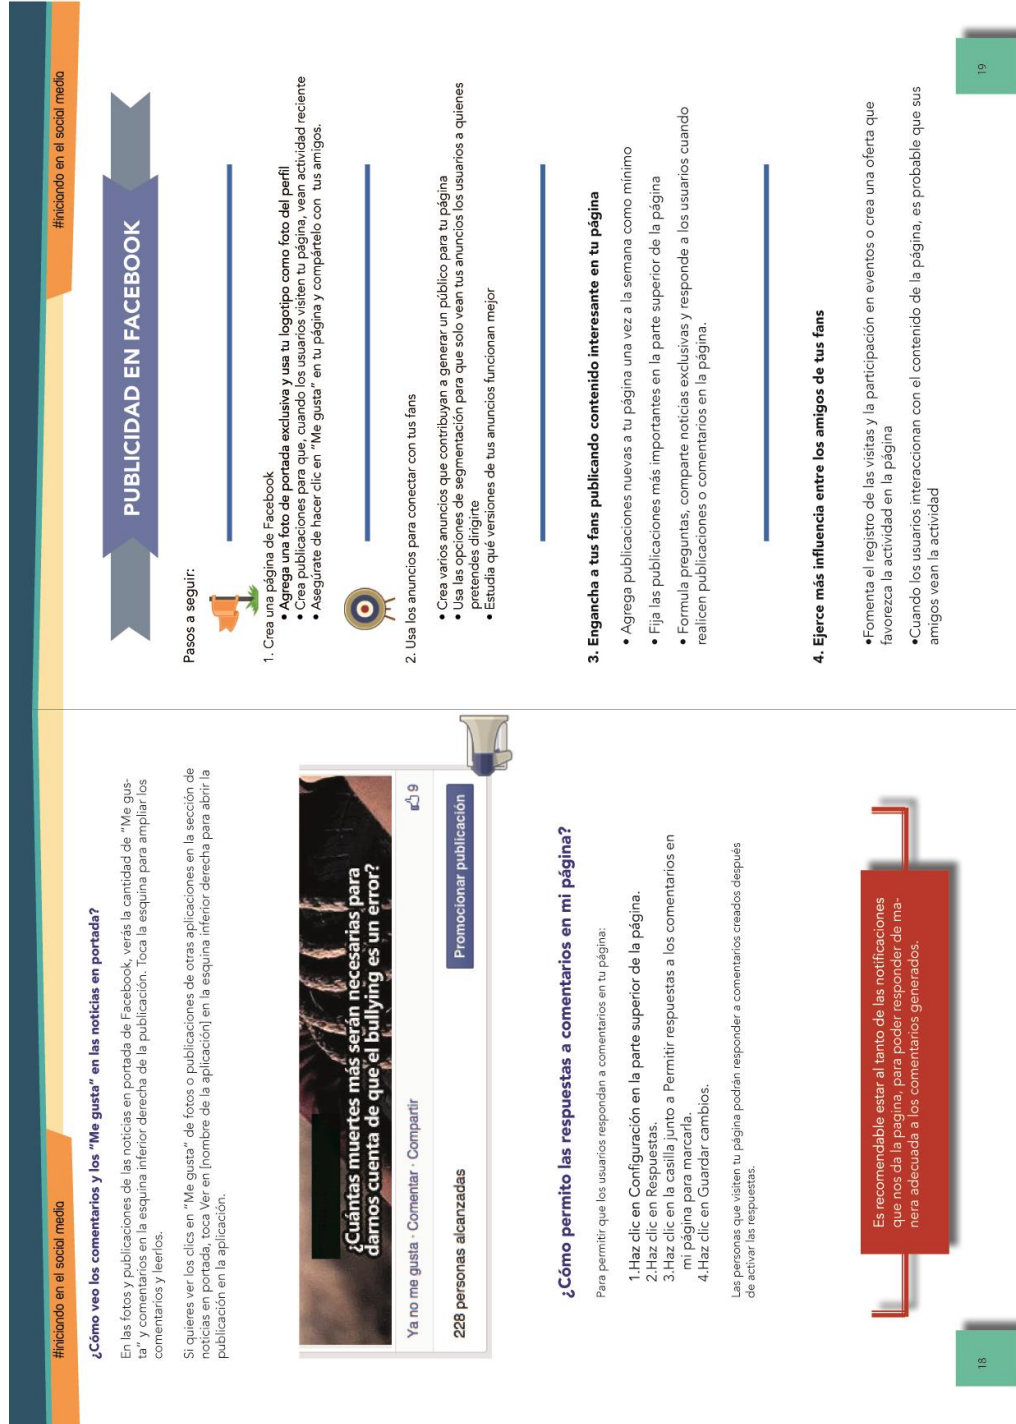 #iniciando en el social media
¿Cómo veo los comentarios y los "Me gusta" en las noticias en portada?
En las fotos y publicaciones de las noticias en portada de Facebook, verás la cantidad de "Me gus-
ta" y comentarios en la esquina inferior derecha de la publicación. Toca la esquina para ampliar los
comentarios y leerlos.
Si quieres ver los clics en "Me gusta" de fotos o publicaciones de otras aplicaciones en la sección de
noticias en portada, toca Ver en [nombre de la aplicación] en la esquina inferior derecha para abrir la
publicación en la aplicación.
¿Cuántas muertes más serán necesarias para
darnos cuenta de que el bullying es un error?
Ya no me gusta · Comentar · Compartir
9
228 personas alcanzadas
Promocionar publicación
¿Cómo permito las respuestas a comentarios en mi página?
Para permitir que los usuarios respondan a comentarios en tu página:
1.Haz clic en Configuración en la parte superior de la página.
2.Haz clic en Respuestas.
3.Haz clic en la casilla junto a Permitir respuestas a los comentarios en
mi página para marcarla.
4.Haz clic en Guardar cambios.
Las personas que visiten tu página podrán responder a comentarios creados después
de activar las respuestas.
Es recomendable estar al tanto de las notificaciones
que nos da la pagina, para poder responder de ma-
nera adecuada a los comentarios generados.
18
#iniciando en el social media
PUBLICIDAD EN FACEBOOK
Pasos a seguir:
1. Crea una página de Facebook
• Agrega una foto de portada exclusiva y usa tu logotipo como foto del perfil
• Crea publicaciones para que, cuando los usuarios visiten tu página, vean actividad reciente
• Asegúrate de hacer clic en "Me gusta" en tu página y compártelo con tus amigos.
2. Usa los anuncios para conectar con tus fans
• Crea varios anuncios que contribuyan a generar un público para tu página
• Usa las opciones de segmentación para que solo vean tus anuncios los usuarios a quienes
pretendes dirigirte
• Estudia qué versiones de tus anuncios funcionan mejor
3. Engancha a tus fans publicando contenido interesante en tu página
• Agrega publicaciones nuevas a tu página una vez a la semana como mínimo
• Fija las publicaciones más importantes en la parte superior de la página
• Formula preguntas, comparte noticias exclusivas y responde a los usuarios cuando
realicen publicaciones o comentarios en la página.
4. Ejerce más influencia entre los amigos de tus fans
•Fomenta el registro de las visitas y la participación en eventos o crea una oferta que
favorezca la actividad en la página
•Cuando los usuarios interaccionan con el contenido de la página, es probable que sus
amigos vean la actividad
19